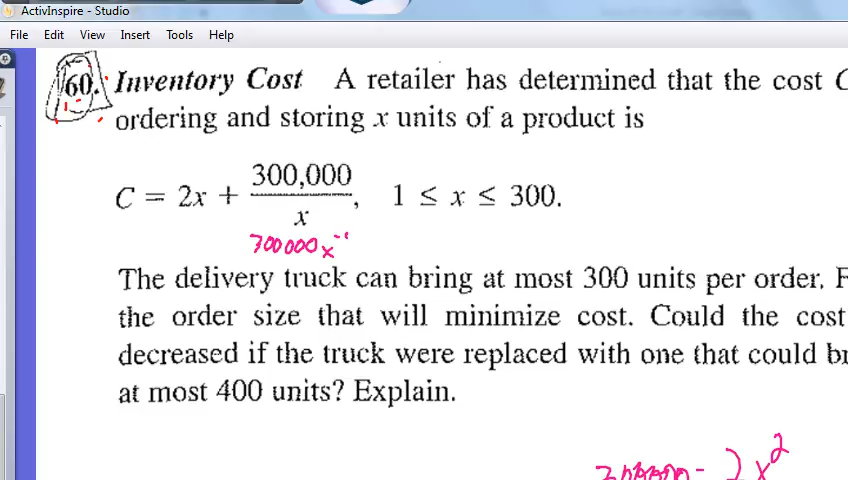 ActivInspire - Studio
File Edit View Insert Tools Help
60. Inventory Cost A retailer has determined that the cost C
ordering and storing x units of a product is
C = 2x + 300,000/x, 1 ≤ x ≤ 300.
300000x⁻¹
The delivery truck can bring at most 300 units per order. F
the order size that will minimize cost. Could the cost
decreased if the truck were replaced with one that could br
at most 400 units? Explain.
300000 = 2x²